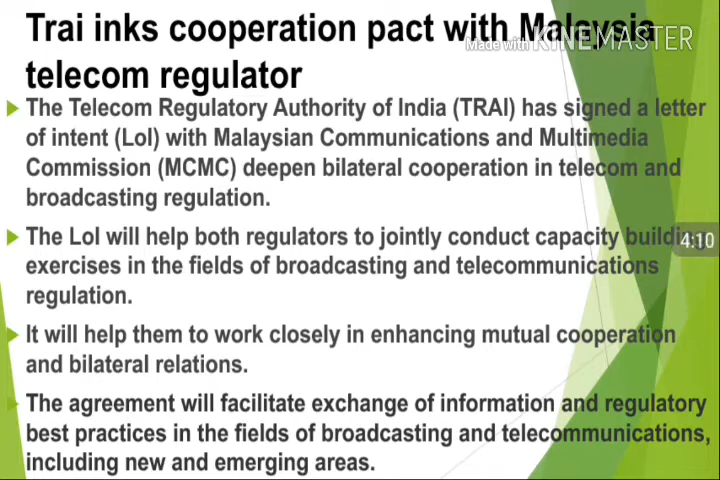 Trai inks cooperation pact with Malaysia
Made with KINEMASTER
telecom regulator
The Telecom Regulatory Authority of India (TRAI) has signed a letter
of intent (LoI) with Malaysian Communications and Multimedia
Commission (MCMC) deepen bilateral cooperation in telecom and
broadcasting regulation.
The LoI will help both regulators to jointly conduct capacity building
4:10
exercises in the fields of broadcasting and telecommunications
regulation.
It will help them to work closely in enhancing mutual cooperation
and bilateral relations.
The agreement will facilitate exchange of information and regulatory
best practices in the fields of broadcasting and telecommunications,
including new and emerging areas.